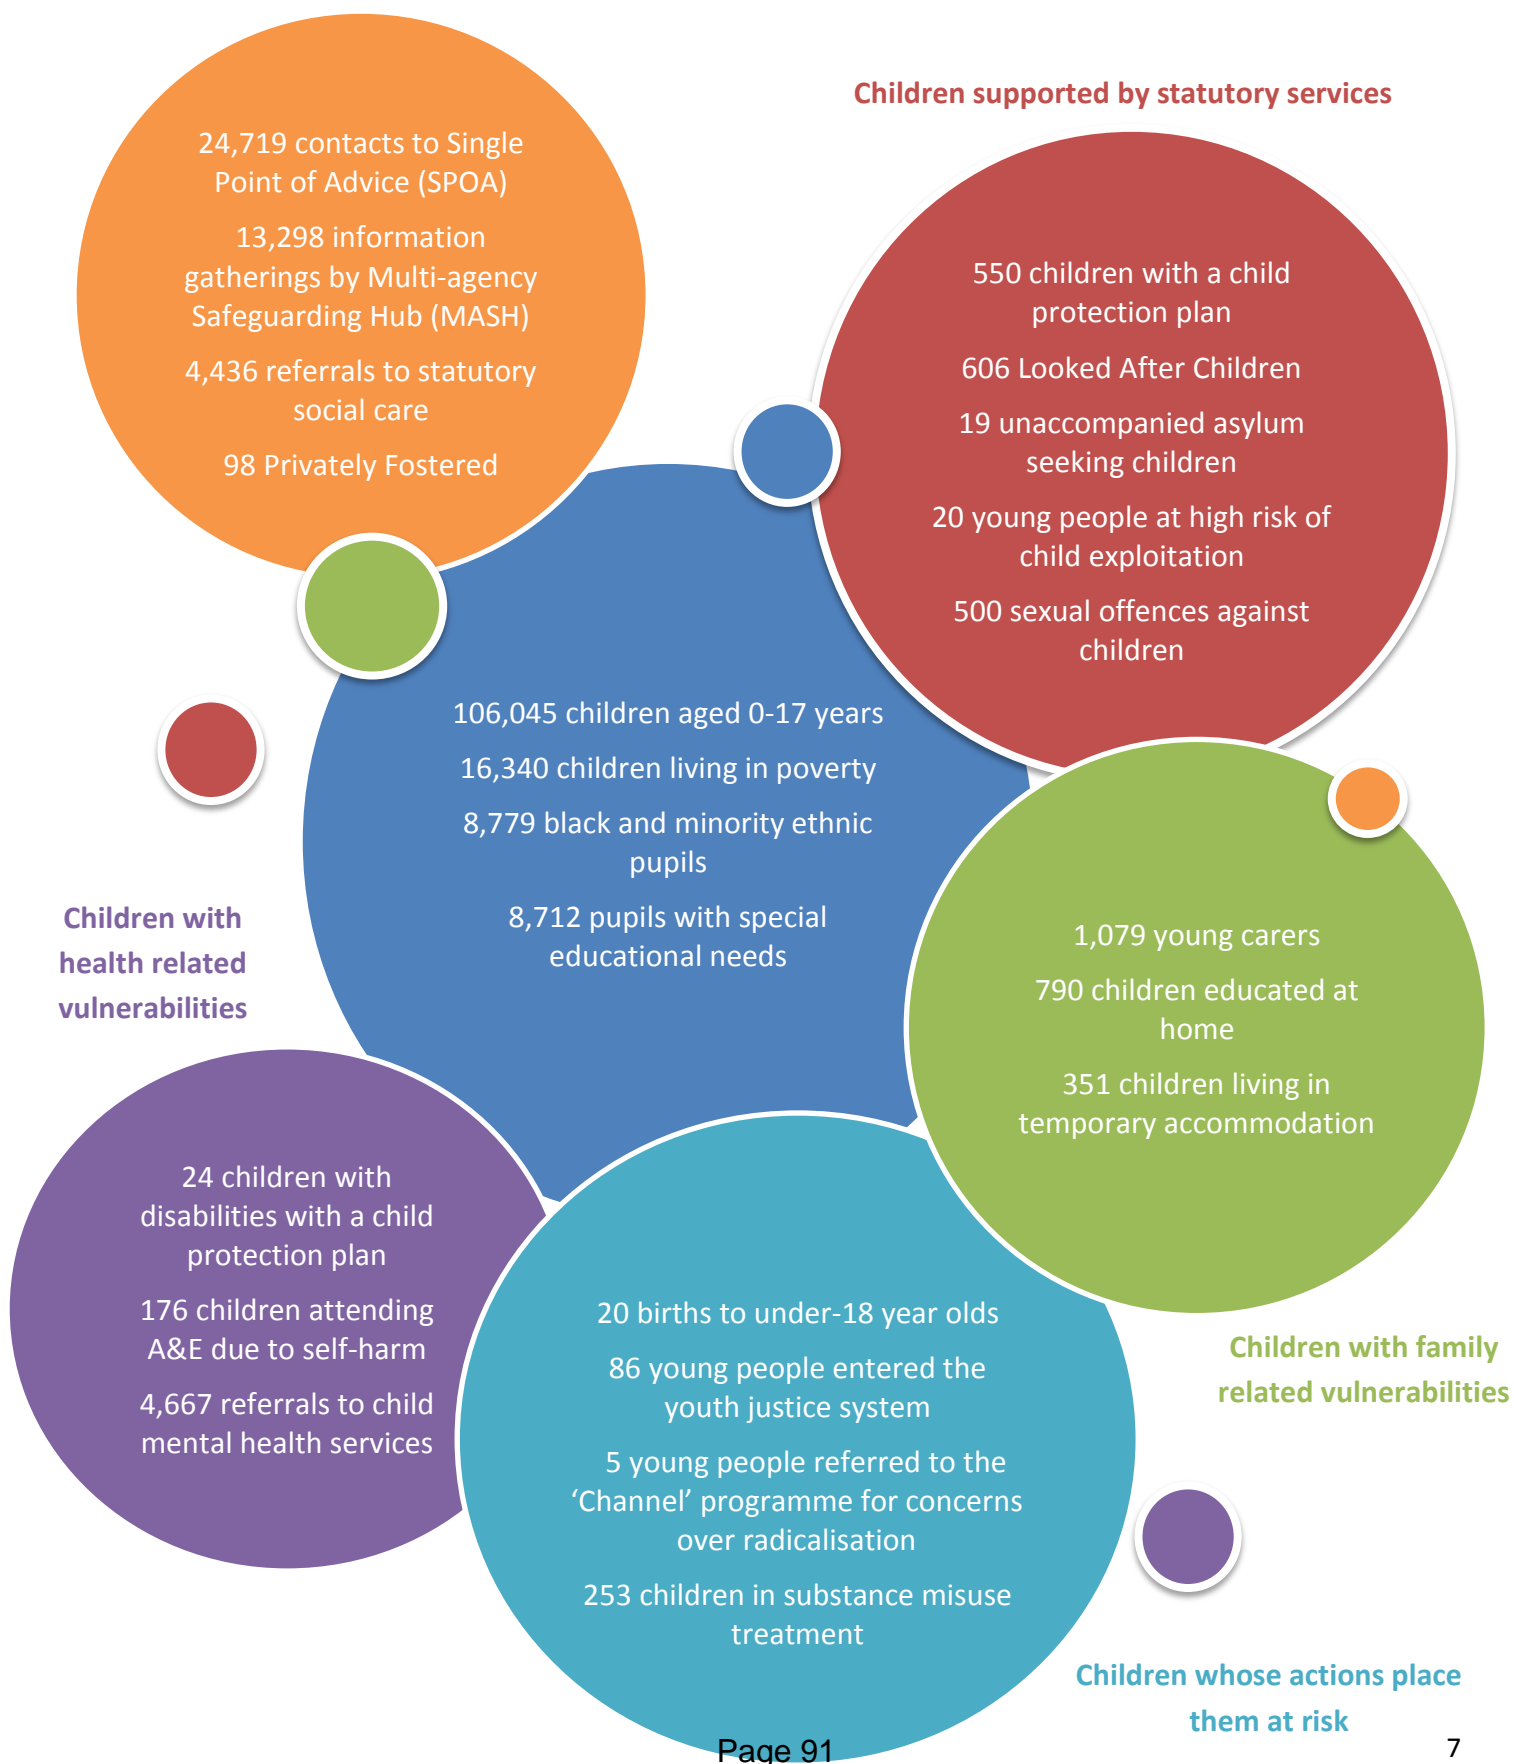 Children supported by statutory services
24,719 contacts to Single
Point of Advice (SPOA)
13,298 information
gatherings by Multi-agency
Safeguarding Hub (MASH)
4,436 referrals to statutory
social care
98 Privately Fostered
550 children with a child
protection plan
606 Looked After Children
19 unaccompanied asylum
seeking children
20 young people at high risk of
child exploitation
500 sexual offences against
children
106,045 children aged 0-17 years
16,340 children living in poverty
8,779 black and minority ethnic
pupils
8,712 pupils with special
educational needs
Children with
health related
vulnerabilities
1,079 young carers
790 children educated at
home
351 children living in
temporary accommodation
24 children with
disabilities with a child
protection plan
176 children attending
A&E due to self-harm
4,667 referrals to child
mental health services
20 births to under-18 year olds
86 young people entered the
youth justice system
5 young people referred to the
‘Channel’ programme for concerns
over radicalisation
253 children in substance misuse
treatment
Children with family
related vulnerabilities
Children whose actions place
them at risk
Page 91
7